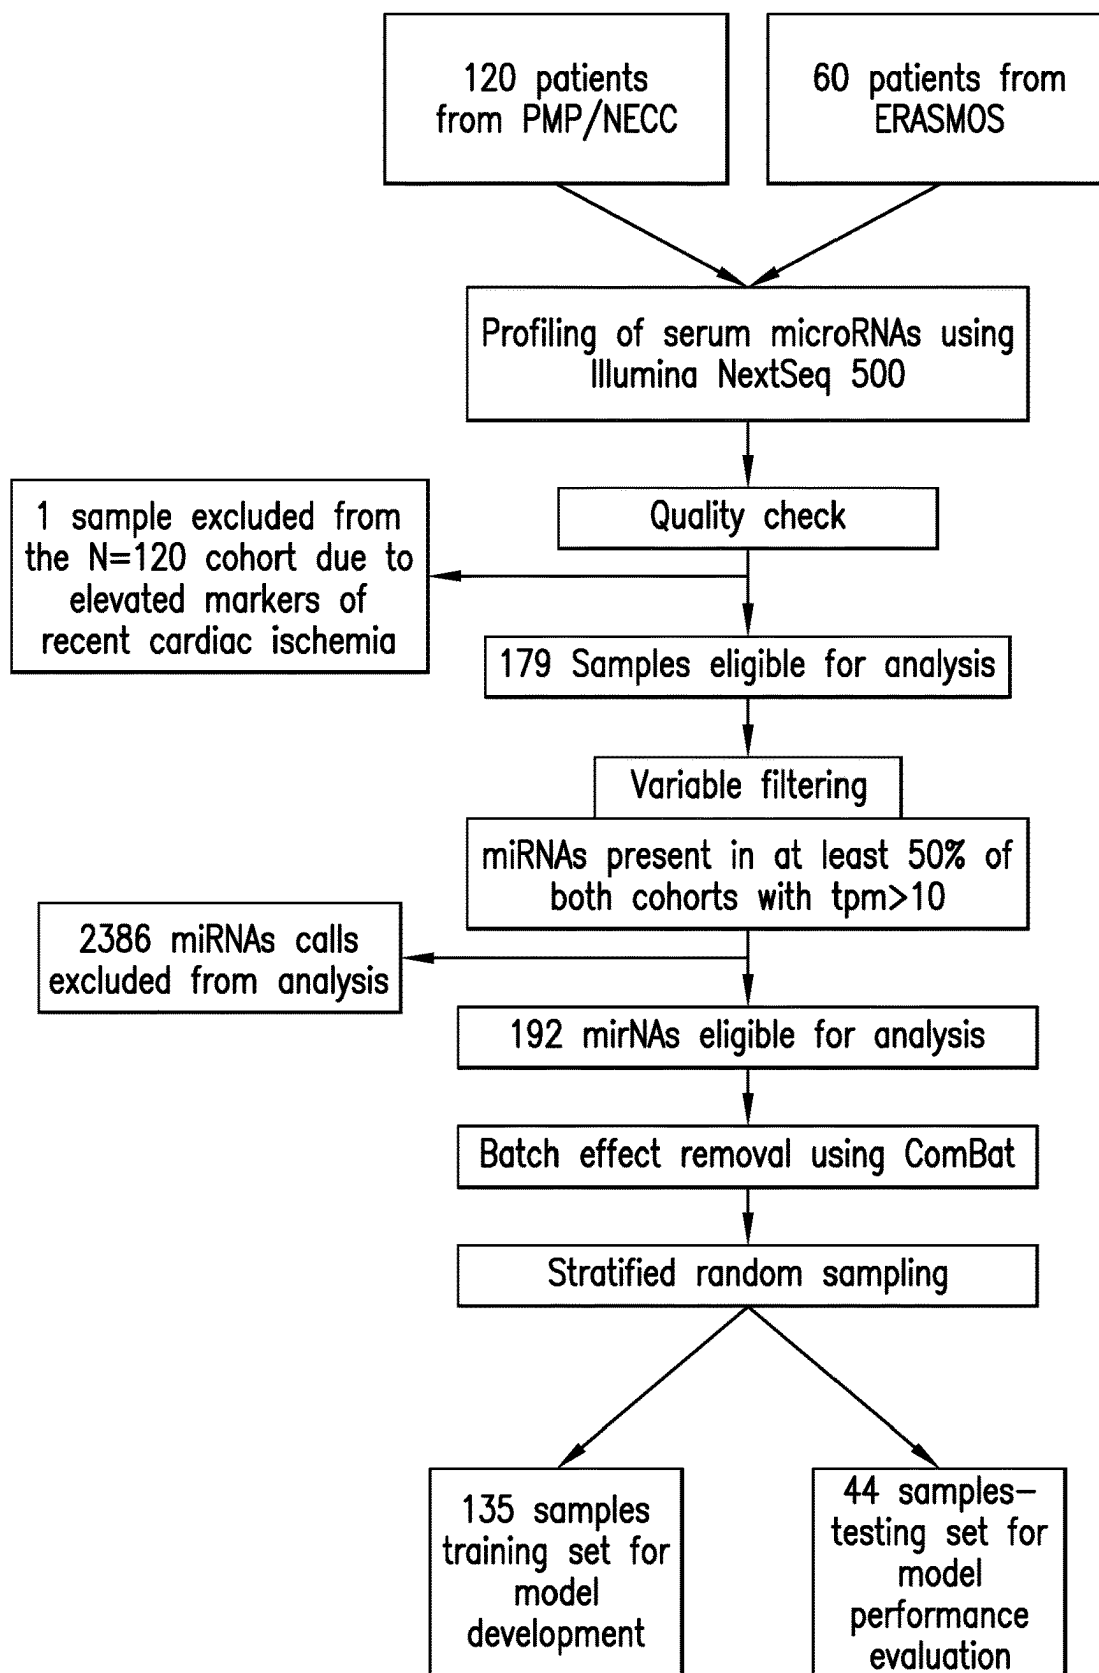 120 patients
from PMP/NECC
60 patients from
ERASMOS
Profiling of serum microRNAs using
Illumina NextSeq 500
Quality check
1 sample excluded from
the N=120 cohort due to
elevated markers of
recent cardiac ischemia
179 Samples eligible for analysis
Variable filtering
miRNAs present in at least 50% of
both cohorts with tpm>10
2386 miRNAs calls
excluded from analysis
192 mirNAs eligible for analysis
Batch effect removal using ComBat
Stratified random sampling
135 samples
training set for
model
development
44 samples–
testing set for
model
performance
evaluation